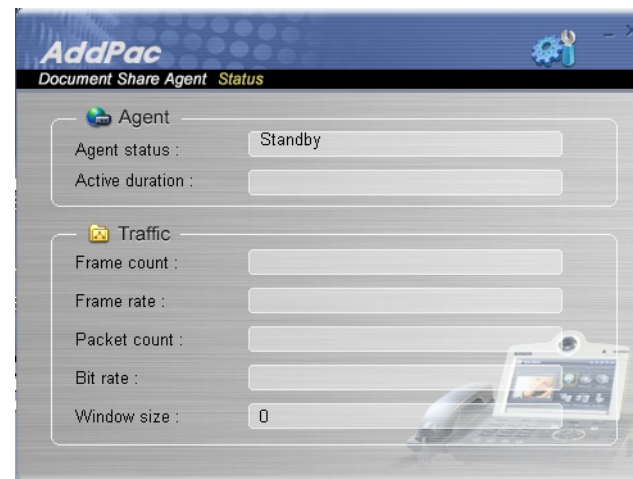 AddPac
Document Share Agent Status
Agent
Agent status : Standby
Active duration :
Traffic
Frame count :
Frame rate :
Packet count :
Bit rate :
Window size : 0